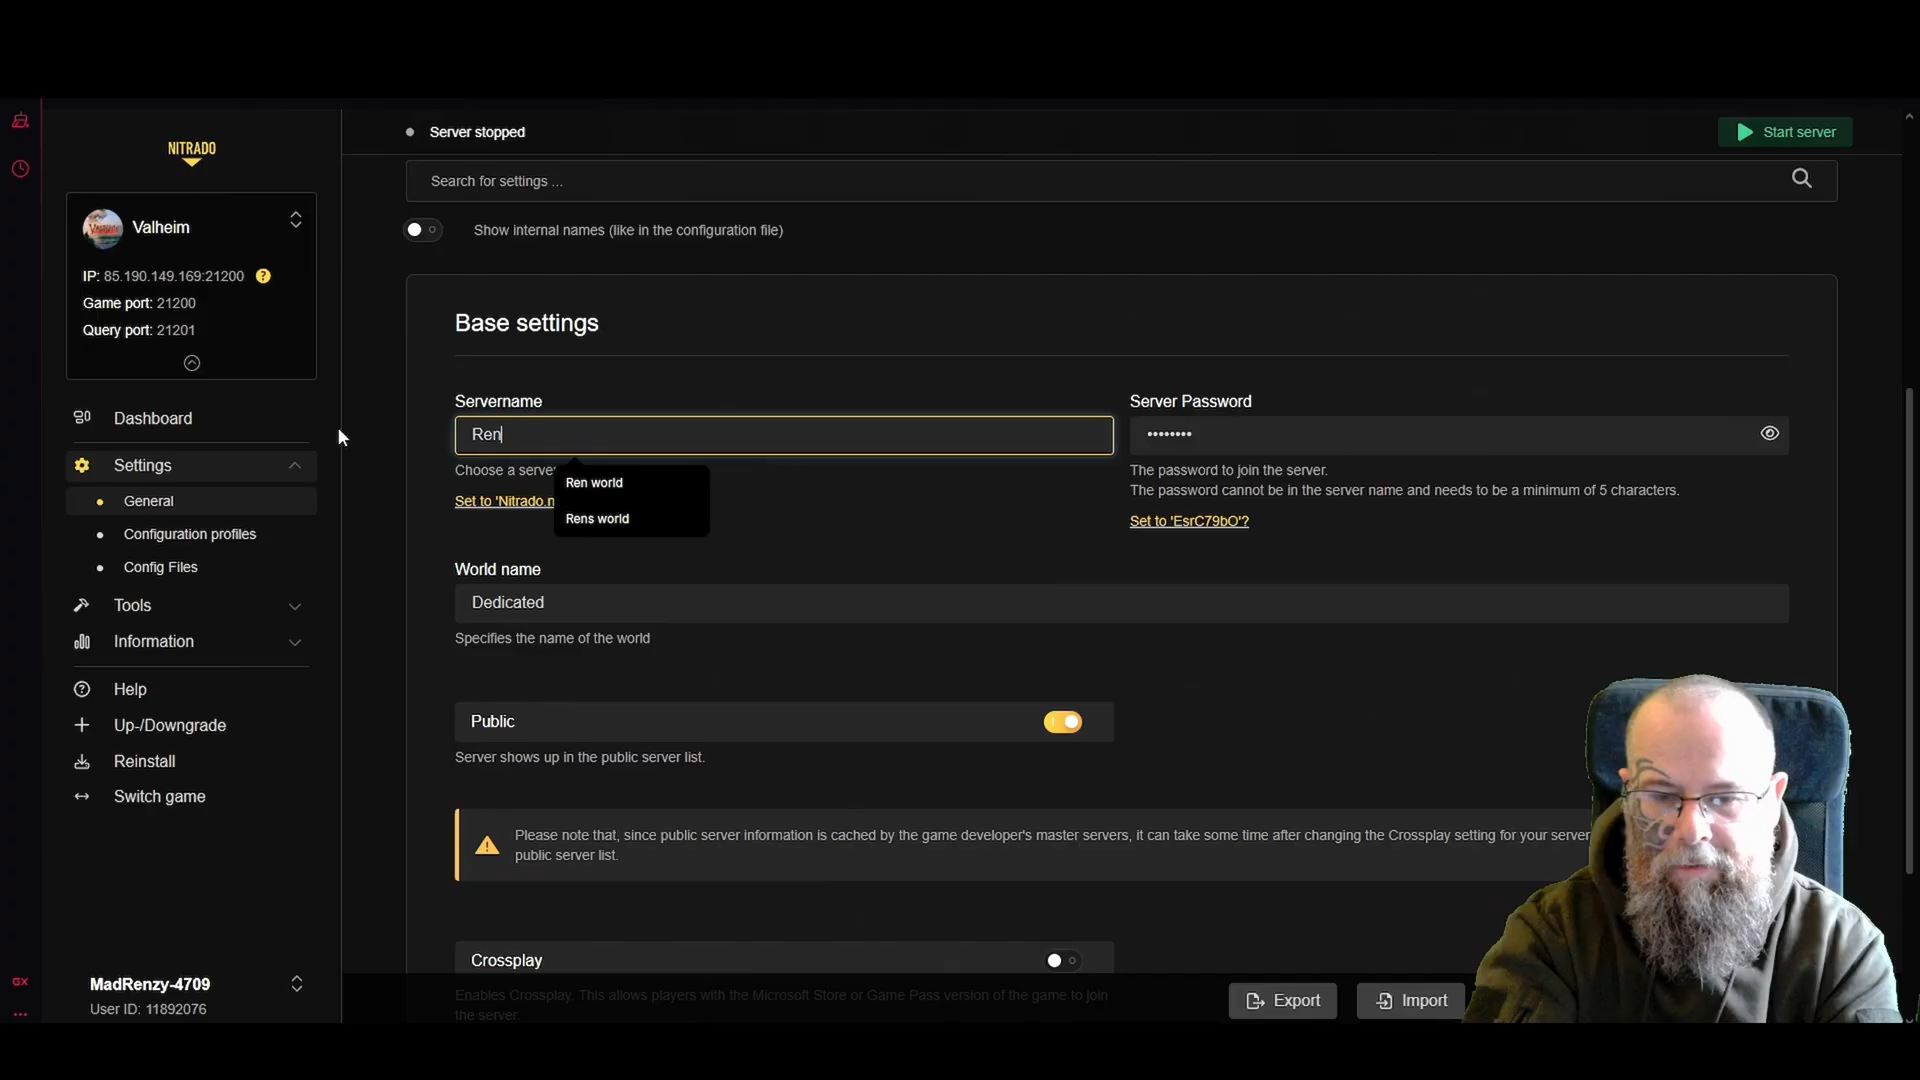 NITRADO
Valheim
IP: 85.190.149.169:21200 ?
Game port: 21200
Query port: 21201
Dashboard
Settings
General
Configuration profiles
Config Files
Tools
Information
Help
Up-/Downgrade
Reinstall
Switch game
MadRenzy-4709
User ID: 11892076
GX
Server stopped
Start server
Search for settings ...
Show internal names (like in the configuration file)
Base settings
Servername
Ren
Choose a server
Set to 'Nitrado.n
Ren world
Rens world
Server Password
••••••••
The password to join the server.
The password cannot be in the server name and needs to be a minimum of 5 characters.
Set to 'EsrC79bO'?
World name
Dedicated
Specifies the name of the world
Public
Server shows up in the public server list.
Please note that, since public server information is cached by the game developer's master servers, it can take some time after changing the Crossplay setting for your server
public server list.
Crossplay
Enables Crossplay. This allows players with the Microsoft Store or Game Pass version of the game to join
the server.
Export
Import